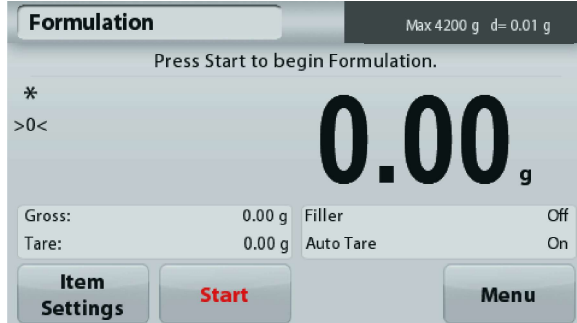 Formulation
Max 4200 g d= 0.01 g
Press Start to begin Formulation.
*
>0<
0.00 g
Gross: 0.00 g Filler Off
Tare: 0.00 g Auto Tare On
Item Settings Start Menu